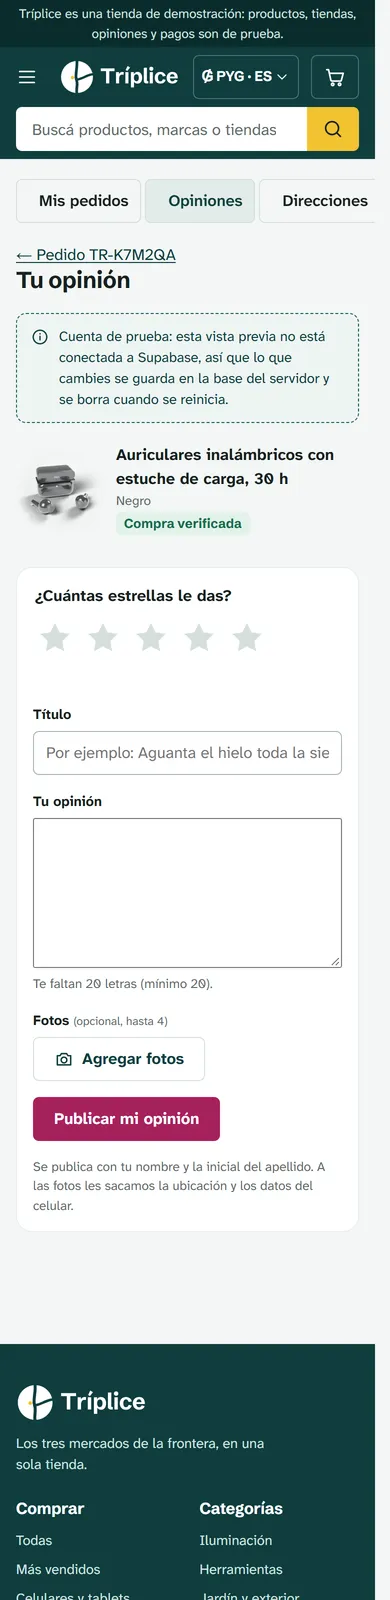 Tríplice es una tienda de demostración: productos, tiendas,
opiniones y pagos son de prueba.
Tríplice
₲ PYG · ES
Buscá productos, marcas o tiendas
Mis pedidos
Opiniones
Direcciones
← Pedido TR-K7M2QA
Tu opinión
Cuenta de prueba: esta vista previa no está
conectada a Supabase, así que lo que
cambies se guarda en la base del servidor y
se borra cuando se reinicia.
Auriculares inalámbricos con
estuche de carga, 30 h
Negro
Compra verificada
¿Cuántas estrellas le das?
Título
Por ejemplo: Aguanta el hielo toda la sie
Tu opinión
Te faltan 20 letras (mínimo 20).
Fotos (opcional, hasta 4)
Agregar fotos
Publicar mi opinión
Se publica con tu nombre y la inicial del apellido. A
las fotos les sacamos la ubicación y los datos del
celular.
Tríplice
Los tres mercados de la frontera, en una
sola tienda.
Comprar
Categorías
Todas
Iluminación
Más vendidos
Herramientas
Celulares y tablets
Jardín y exterior